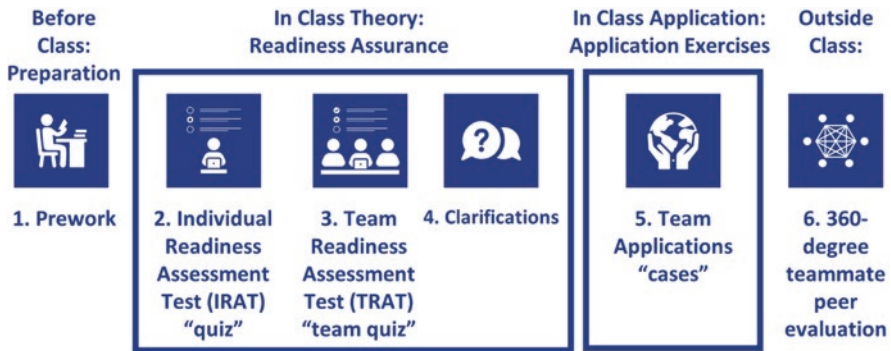 Before
Class:
Preparation
In Class Theory:
Readiness Assurance
In Class Application:
Application Exercises
Outside
Class:
1. Prework
2. Individual
Readiness
Assessment
Test (IRAT)
“quiz”
3. Team
Readiness
Assessment
Test (TRAT)
“team quiz”
4. Clarifications
5. Team
Applications
“cases”
6. 360-
degree
teammate
peer
evaluation